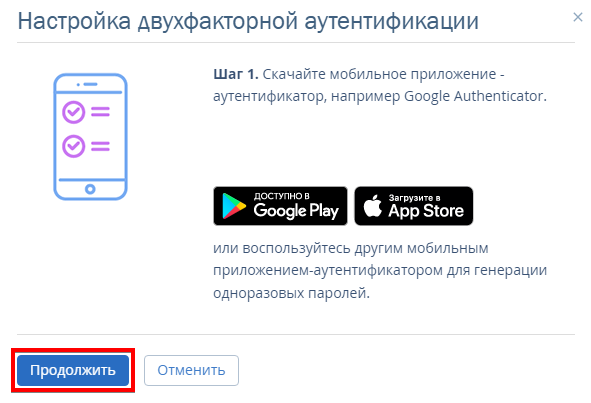 Настройка двухфакторной аутентификации
Шаг 1. Скачайте мобильное приложение -
аутентификатор, например Google Authenticator.
ДОСТУПНО В
Google Play
Загрузите в
App Store
или воспользуйтесь другим мобильным
приложением-аутентификатором для генерации
одноразовых паролей.
Продолжить
Отменить